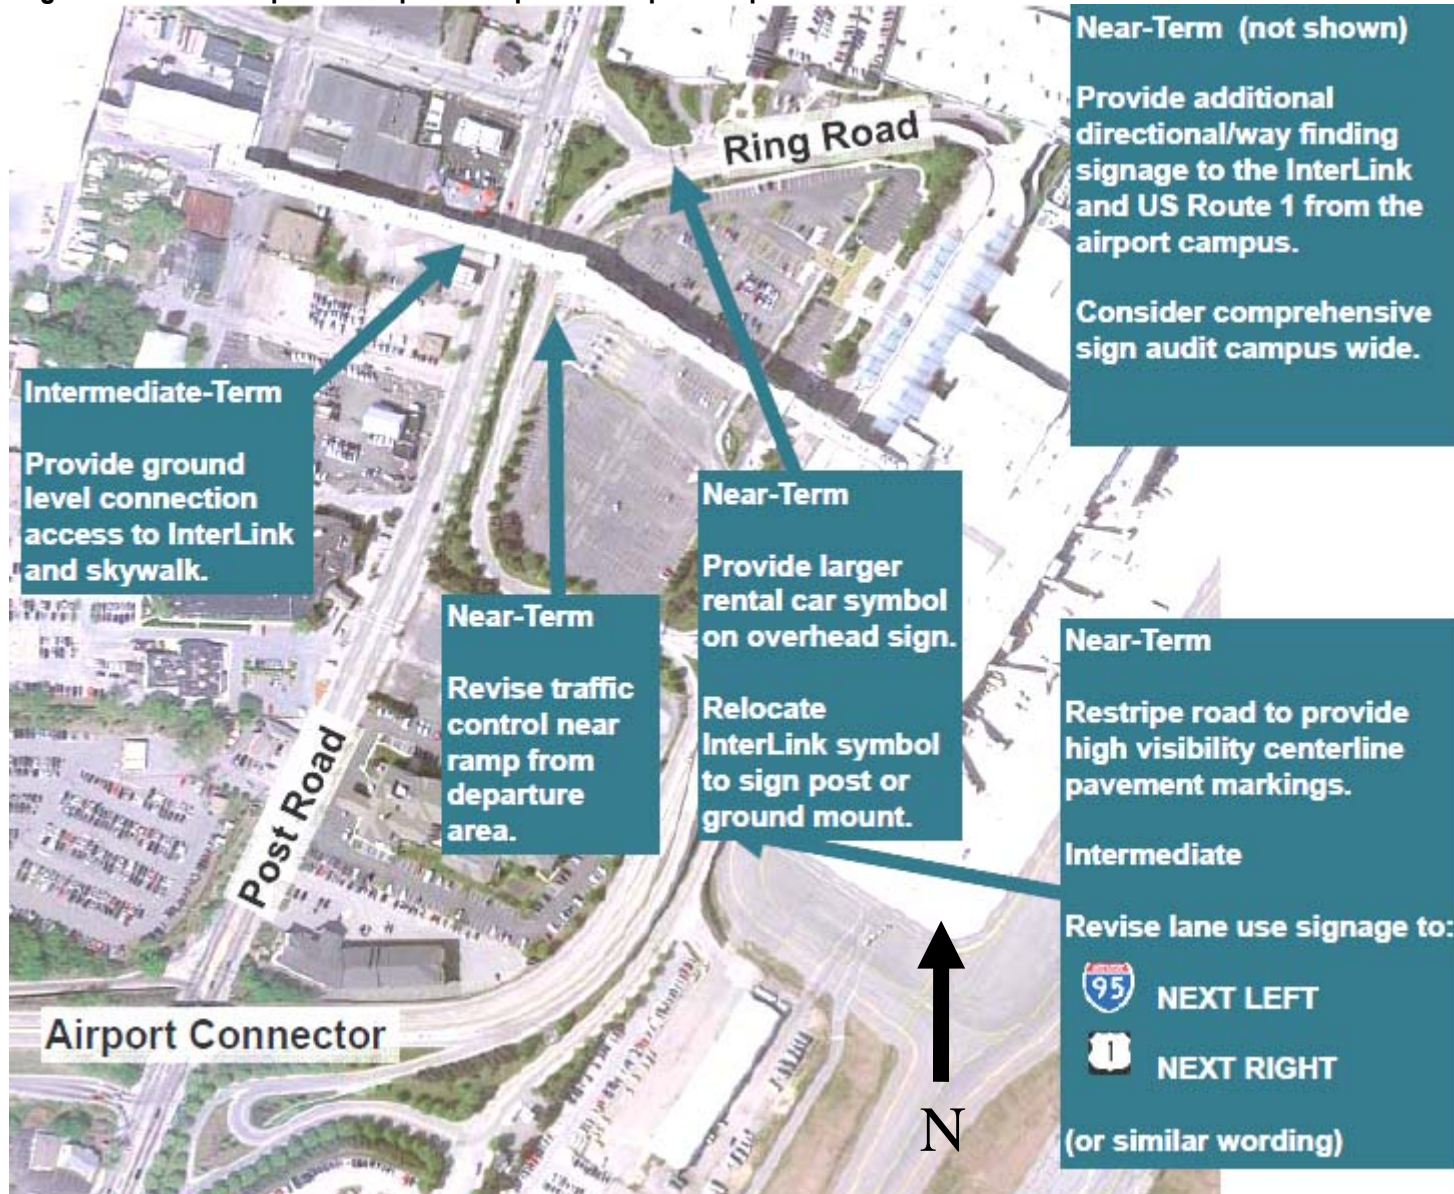 Near-Term (not shown)
Provide additional
directional/way finding
signage to the InterLink
and US Route 1 from the
airport campus.
Consider comprehensive
sign audit campus wide.
Ring Road
Intermediate-Term
Provide ground
level connection
access to InterLink
and skywalk.
Near-Term
Revise traffic
control near
ramp from
departure
area.
Near-Term
Provide larger
rental car symbol
on overhead sign.
Relocate
InterLink symbol
to sign post or
ground mount.
Near-Term
Restripe road to provide
high visibility centerline
pavement markings.
Intermediate
Revise lane use signage to:
95 NEXT LEFT
1 NEXT RIGHT
(or similar wording)
Post Road
Airport Connector
N